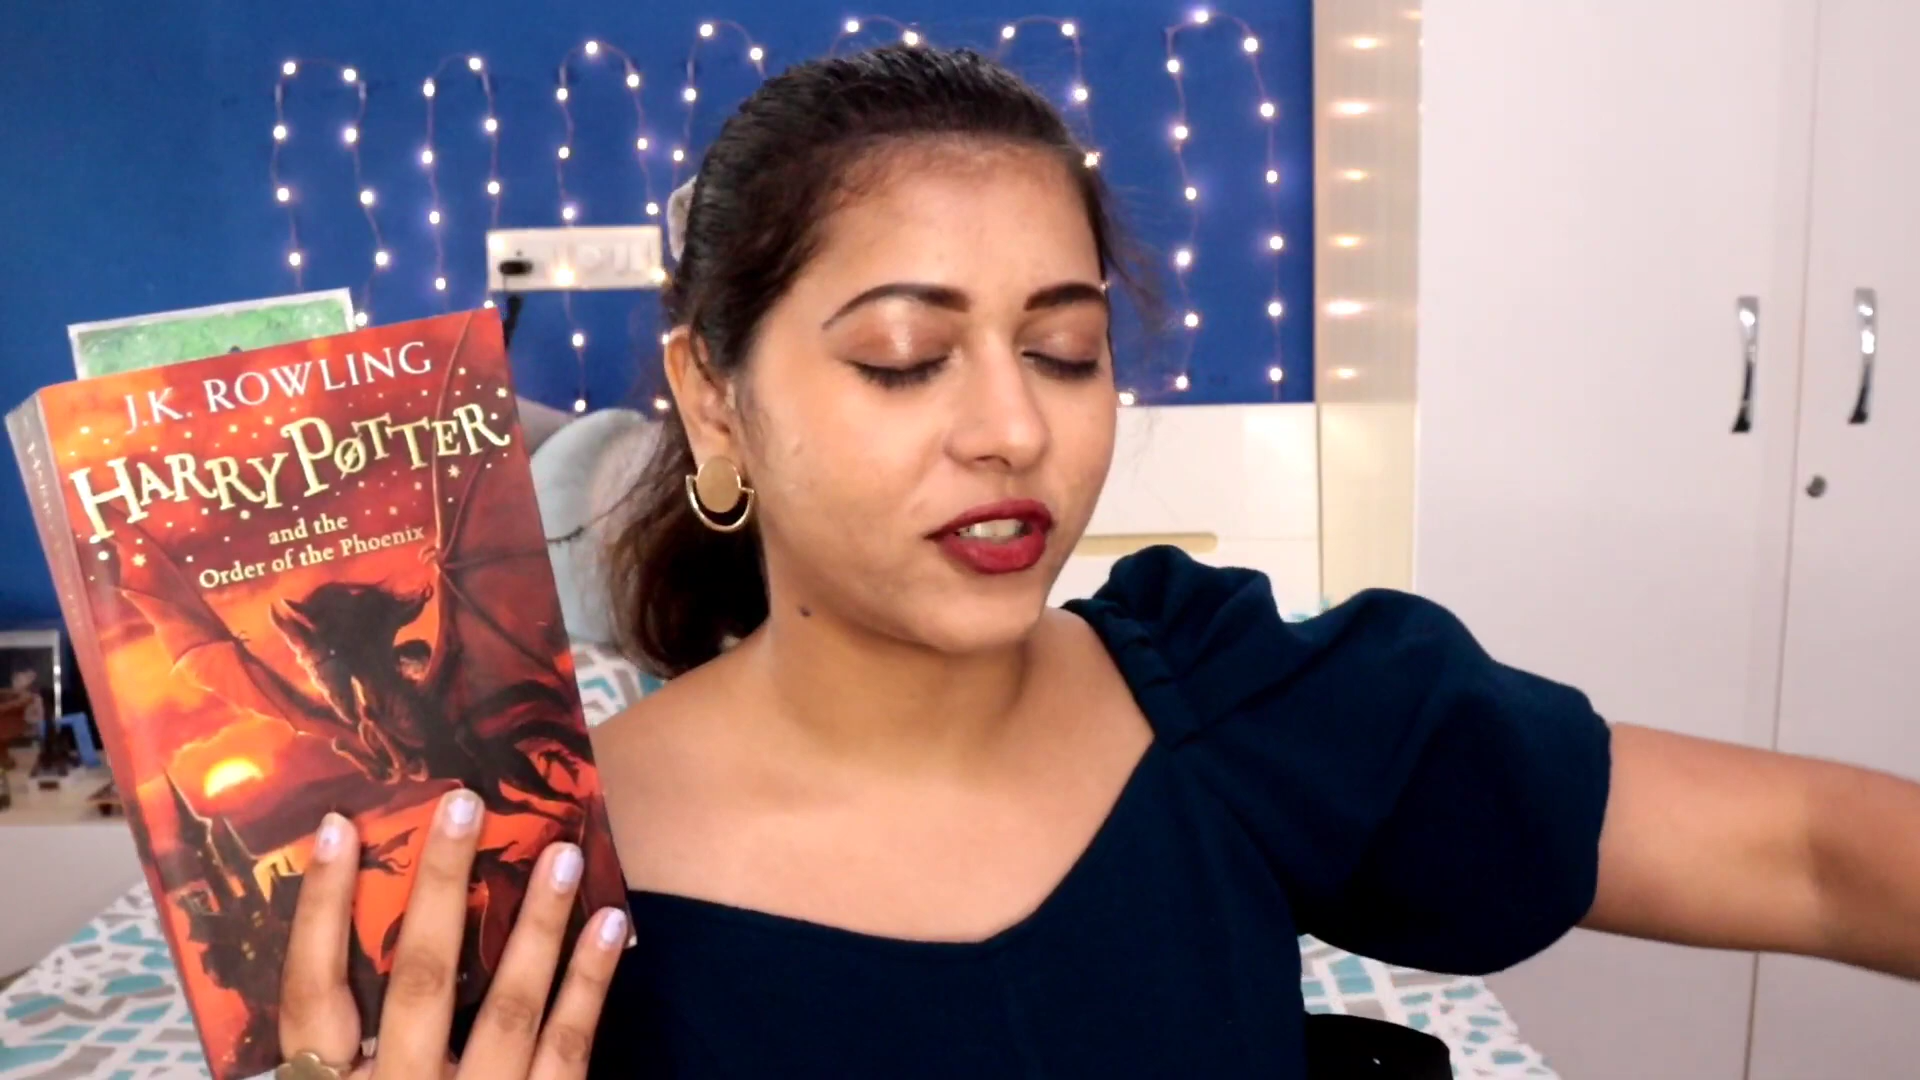 J.K. ROWLING
HARRY POTTER
and the
Order of the Phoenix